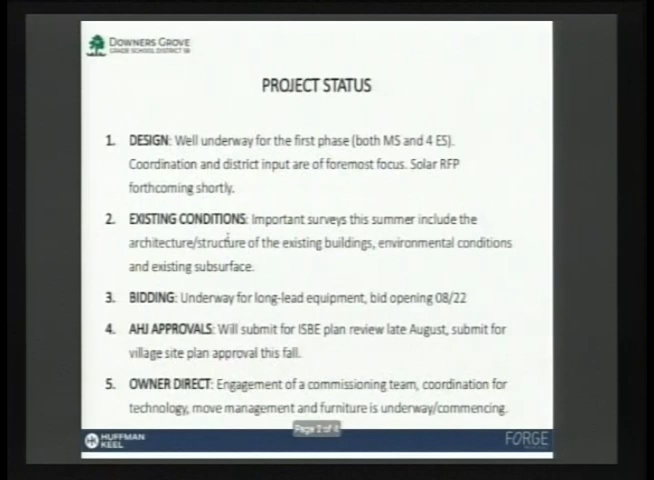 DOWNERS GROVE
GRADE SCHOOL DISTRICT 58
PROJECT STATUS
1. DESIGN: Well underway for the first phase (both MS and 4 ES).
Coordination and district input are of foremost focus. Solar RFP
forthcoming shortly.
2. EXISTING CONDITIONS: Important surveys this summer include the
architecture/structure of the existing buildings, environmental conditions
and existing subsurface.
3. BIDDING: Underway for long-lead equipment, bid opening 08/22
4. AHJ APPROVALS: Will submit for ISBE plan review late August, submit for
village site plan approval this fall.
5. OWNER DIRECT: Engagement of a commissioning team, coordination for
technology, move management and furniture is underway/commencing.
Page 2 of 4
HUFFMAN
KEEL
FORGE